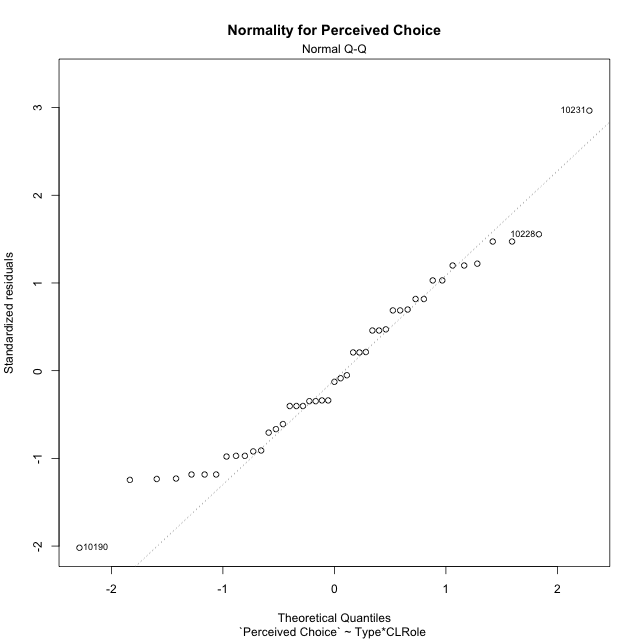 Normality for Perceived Choice
Normal Q-Q
3
2
1
0
-1
-2
Standardized residuals
10231
10228
10190
-2 -1 0 1 2
Theoretical Quantiles
`Perceived Choice` ~ Type*CLRole